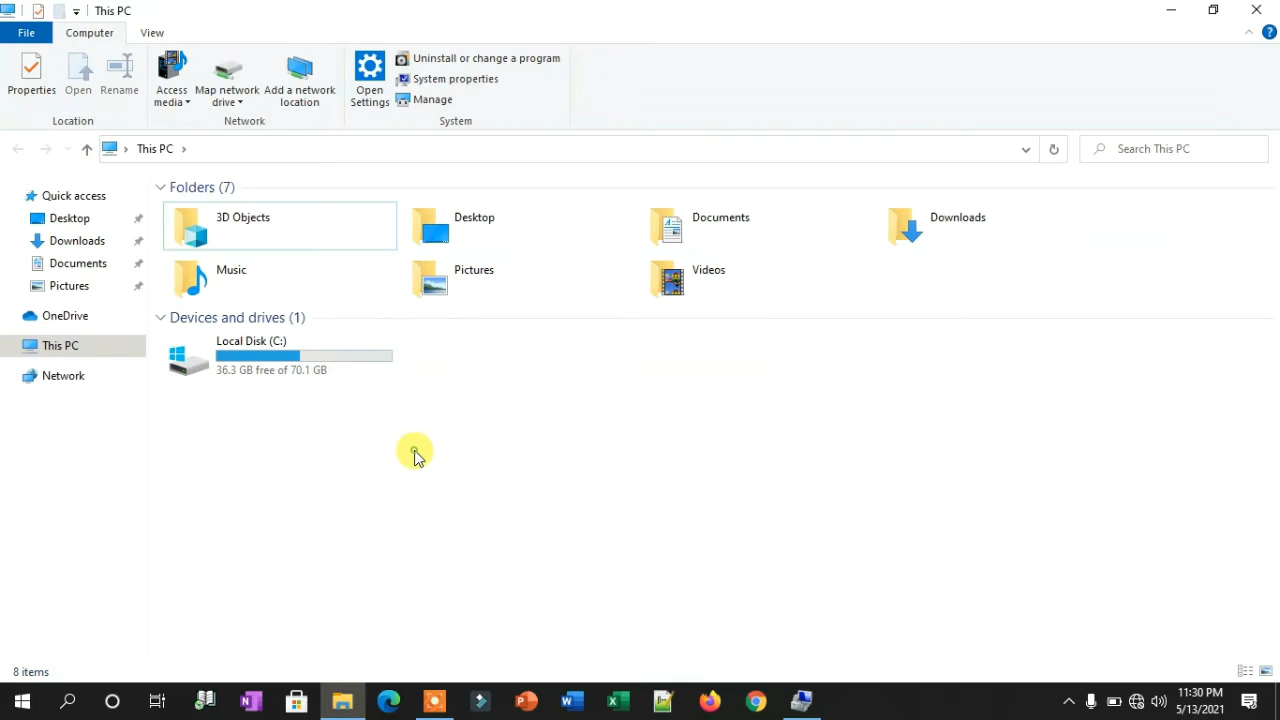 This PC
File Computer View
Properties Open Rename Access media Map network drive Add a network location Open Settings Uninstall or change a program
System properties
Manage
Location Network System
This PC Search This PC
Quick access
Desktop
Downloads
Documents
Pictures
OneDrive
This PC
Network
Folders (7)
3D Objects Desktop Documents Downloads
Music Pictures Videos
Devices and drives (1)
Local Disk (C:)
36.3 GB free of 70.1 GB
8 items
11:30 PM
5/13/2021